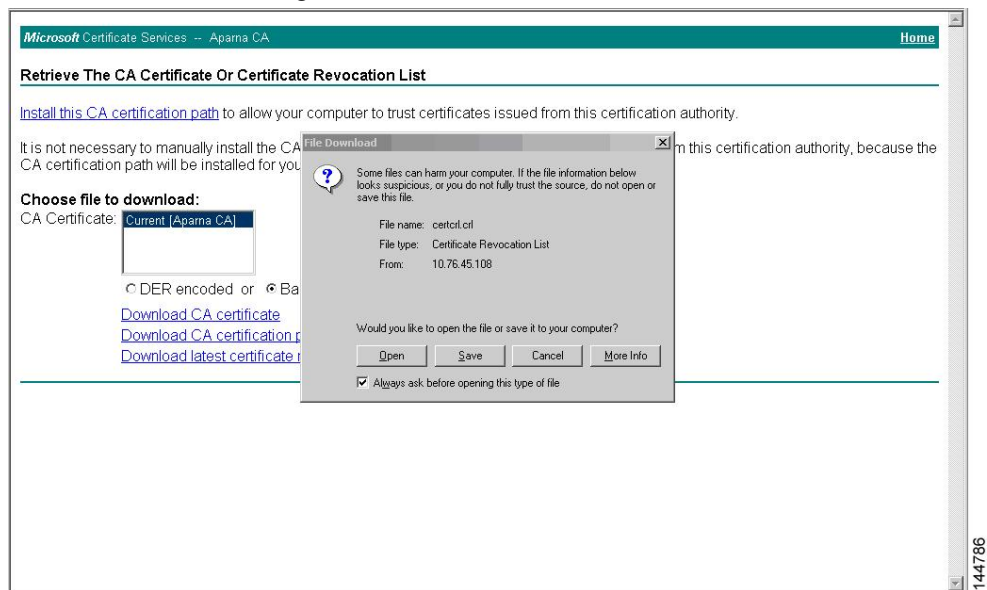 Microsoft Certificate Services -- Aparna CA Home
Retrieve The CA Certificate Or Certificate Revocation List
Install this CA certification path to allow your computer to trust certificates issued from this certification authority.
It is not necessary to manually install the CA
m this certification authority, because the
CA certification path will be installed for you
Choose file to download:
CA Certificate: Current [Aparna CA]
DER encoded or Ba
Download CA certificate
Download CA certification p
Download latest certificate r
File Download
Some files can harm your computer. If the file information below
looks suspicious, or you do not fully trust the source, do not open or
save this file.
File name: certcrl.crl
File type: Certificate Revocation List
From: 10.76.45.108
Would you like to open the file or save it to your computer?
Open Save Cancel More Info
Always ask before opening this type of file
144786